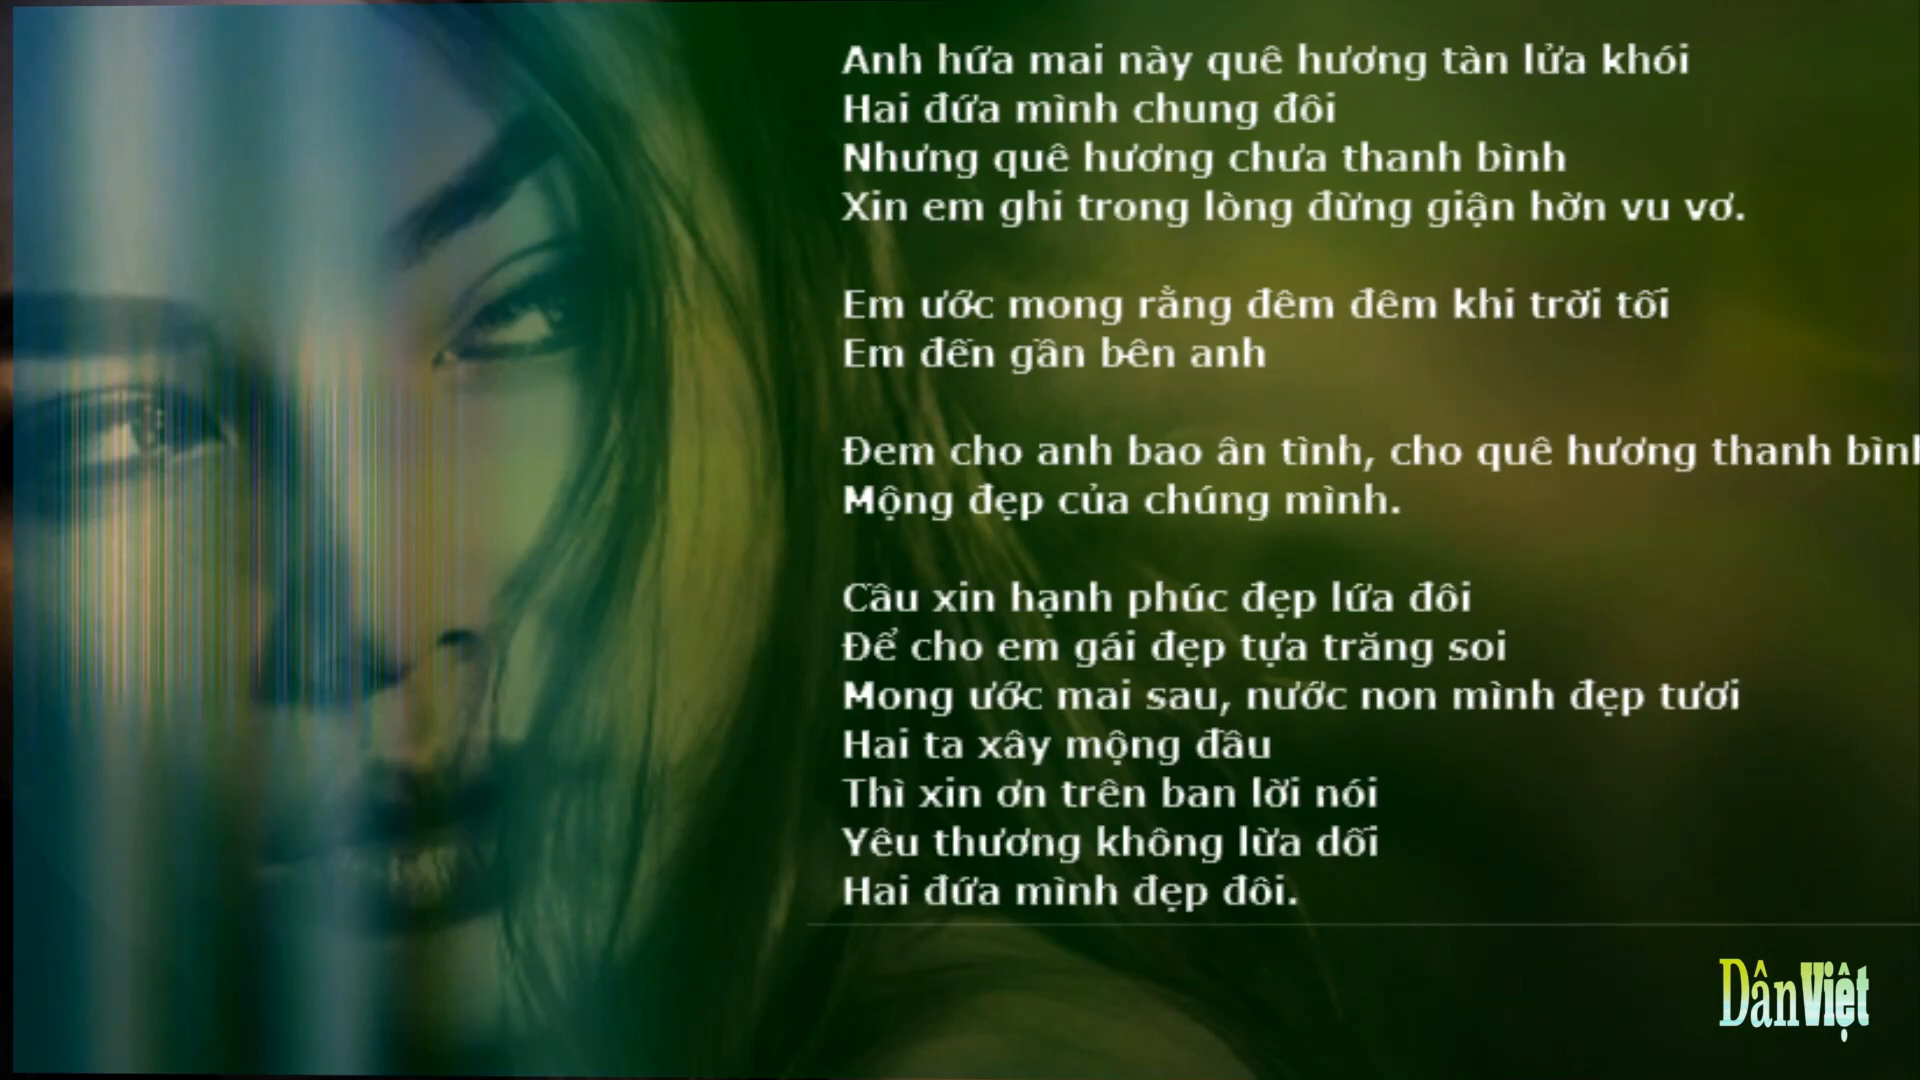 Anh hứa mai này quê hương tàn lửa khói
Hai đứa mình chung đôi
Nhưng quê hương chưa thanh bình
Xin em ghi trong lòng đừng giận hờn vu vơ.
Em ước mong rằng đêm đêm khi trời tối
Em đến gần bên anh
Đem cho anh bao ân tình, cho quê hương thanh
Mộng đẹp của chúng mình.
Cầu xin hạnh phúc đẹp lứa đôi
Để cho em gái đẹp tựa trăng soi
Mong ước mai sau, nước non mình đẹp tươi
Hai ta xây mộng đầu
Thì xin ơn trên ban lời nói
Yêu thương không lừa dối
Hai đứa mình đẹp đôi.
DânViệt